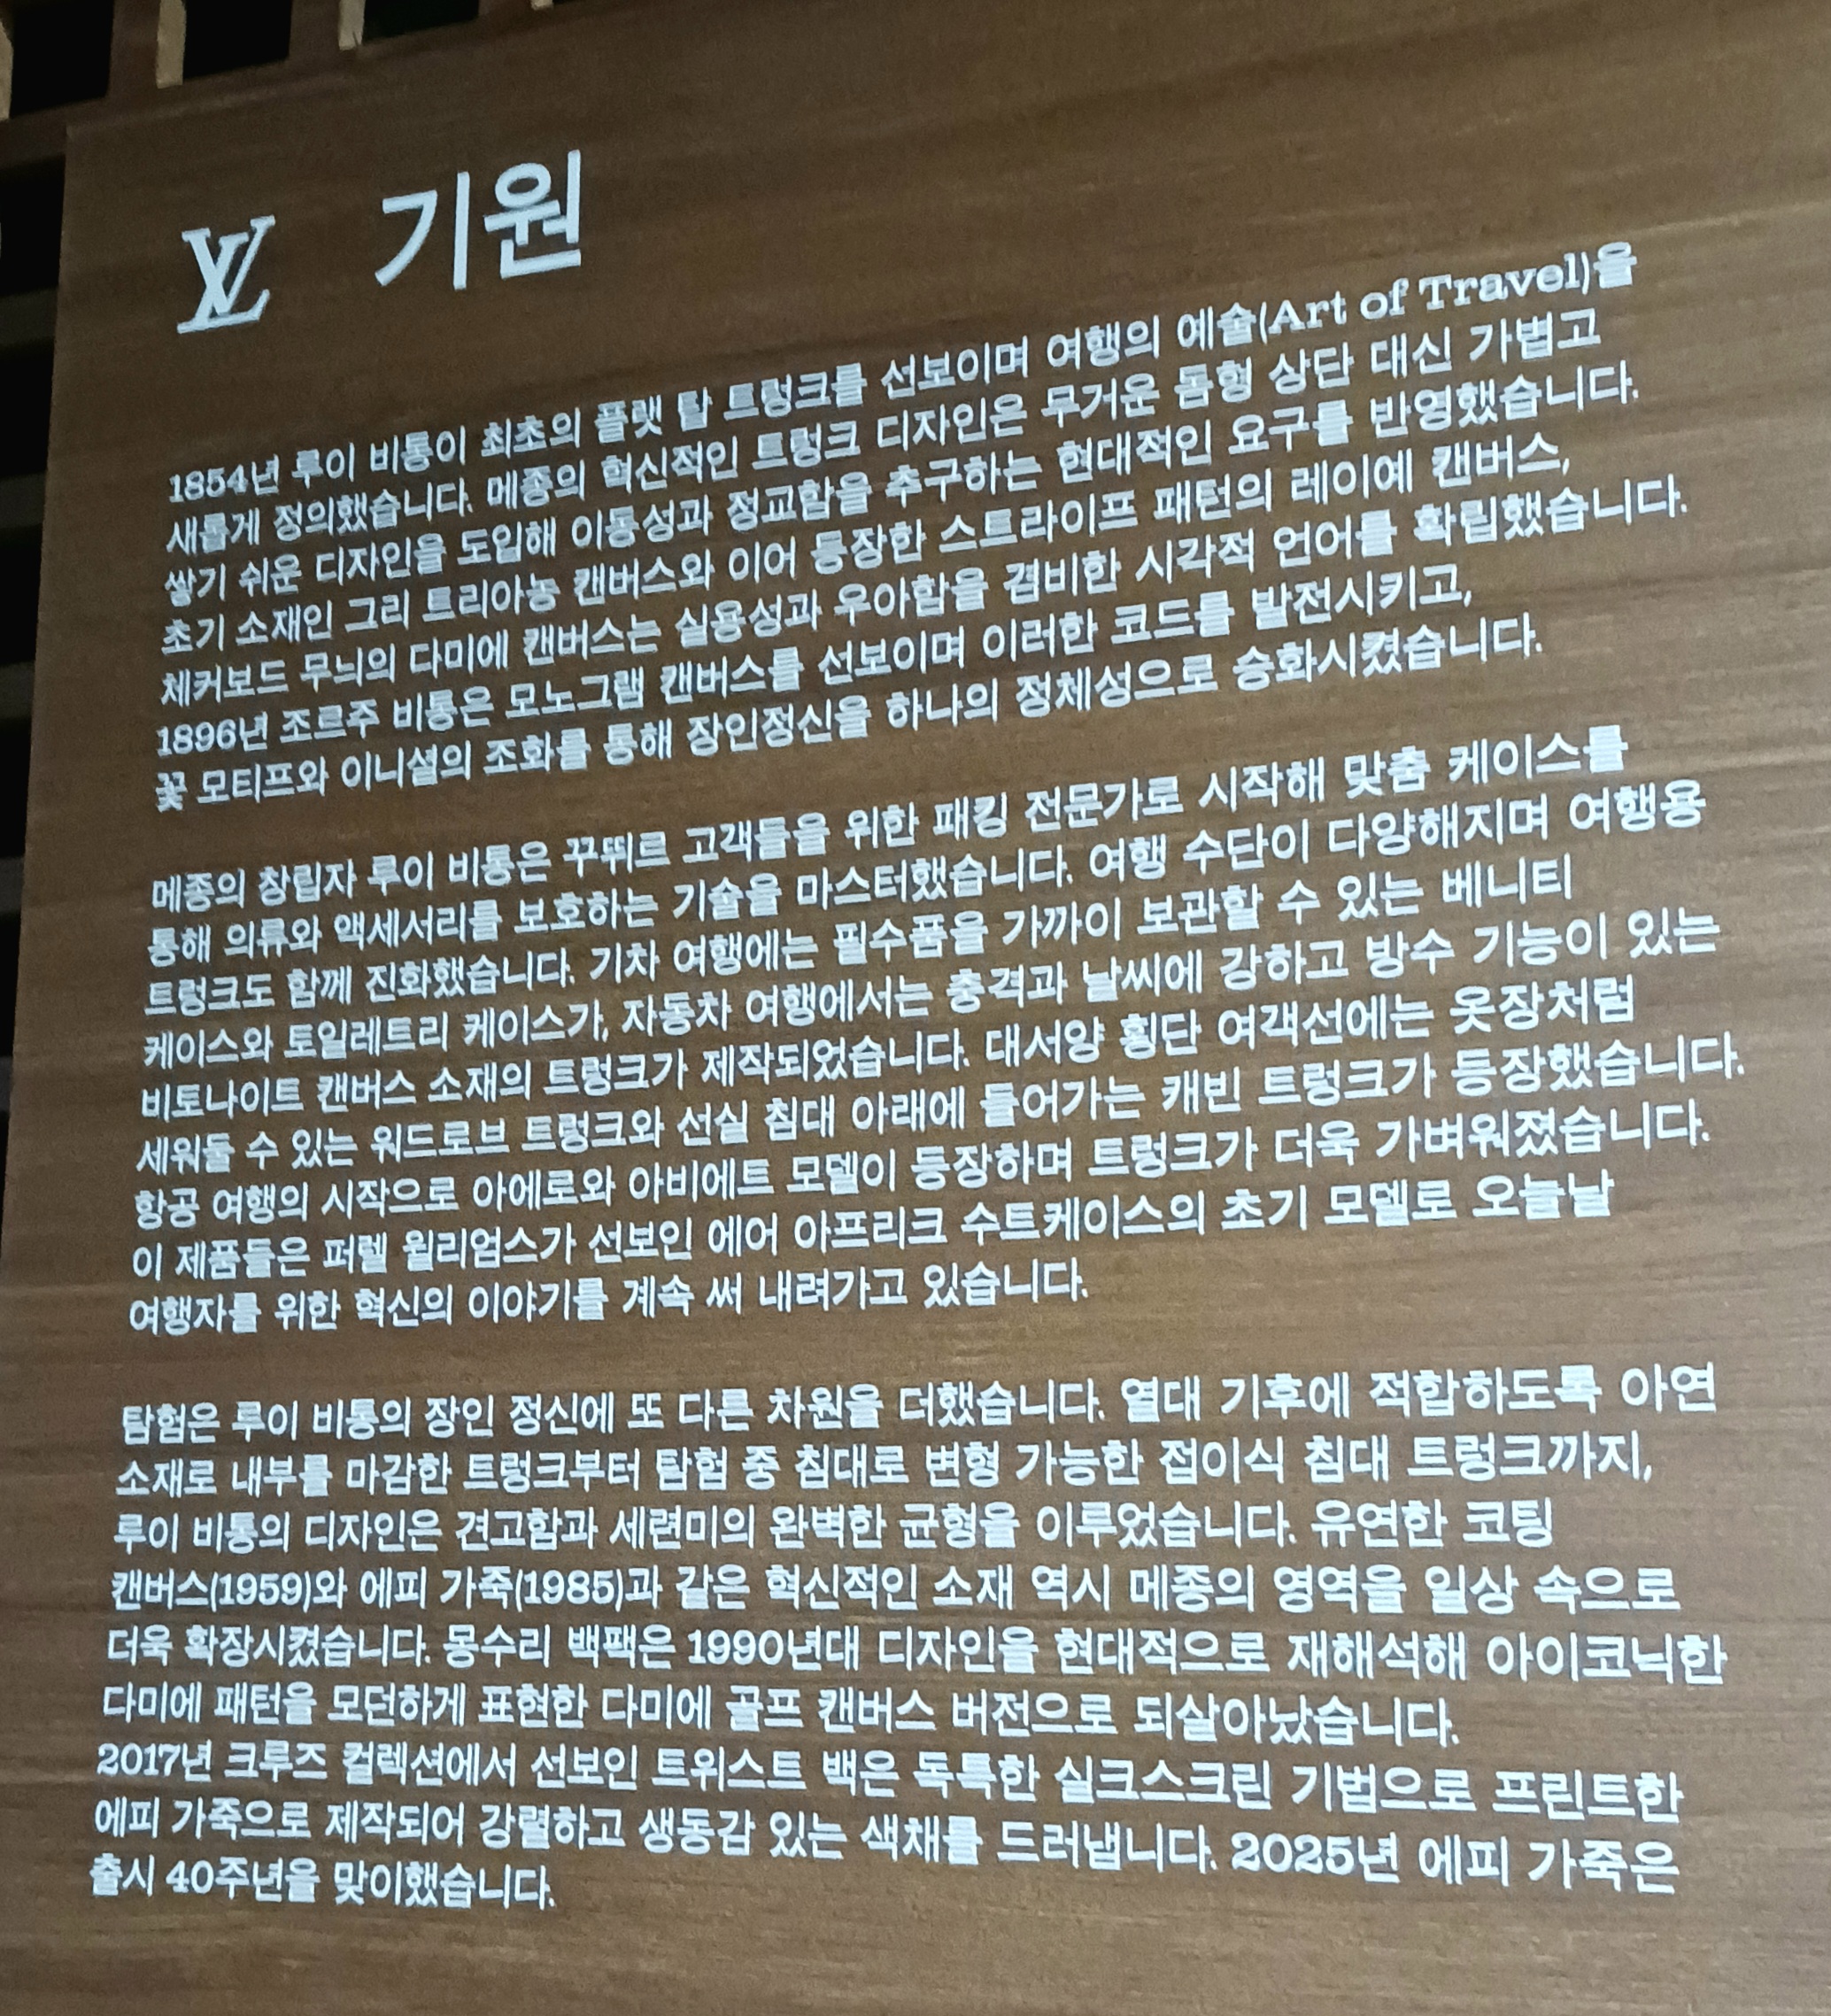 LV 기원
1854년 루이 비통이 최초의 플랫 탑 트렁크를 선보이며 여행의 예술(Art of Travel)을
새롭게 정의했습니다. 메종의 혁신적인 트렁크 디자인은 무거운 돔형 상단 대신 가볍고
쌓기 쉬운 디자인을 도입해 이동성과 정교함을 추구하는 현대적인 요구를 반영했습니다.
초기 소재인 그리 트리아농 캔버스와 이어 등장한 스트라이프 패턴의 레이예 캔버스,
체커보드 무늬의 다미에 캔버스는 실용성과 우아함을 겸비한 시각적 언어를 확립했습니다.
1896년 조르주 비통은 모노그램 캔버스를 선보이며 이러한 코드를 발전시키고,
꽃 모티프와 이니셜의 조화를 통해 장인정신을 하나의 정체성으로 승화시켰습니다.
메종의 창립자 루이 비통은 꾸뛰르 고객들을 위한 패킹 전문가로 시작해 맞춤 케이스를
통해 의류와 액세서리를 보호하는 기술을 마스터했습니다. 여행 수단이 다양해지며 여행용
트렁크도 함께 진화했습니다. 기차 여행에는 필수품을 가까이 보관할 수 있는 베니티
케이스와 토일레트리 케이스가, 자동차 여행에서는 충격과 날씨에 강하고 방수 기능이 있는
비토나이트 캔버스 소재의 트렁크가 제작되었습니다. 대서양 횡단 여객선에는 옷장처럼
세워둘 수 있는 워드로브 트렁크와 선실 침대 아래에 들어가는 캐빈 트렁크가 등장했습니다.
항공 여행의 시작으로 아에로와 아비에트 모델이 등장하며 트렁크가 더욱 가벼워졌습니다.
이 제품들은 퍼렐 윌리엄스가 선보인 에어 아프리크 수트케이스의 초기 모델로 오늘날
여행자를 위한 혁신의 이야기를 계속 써 내려가고 있습니다.
탐험은 루이 비통의 장인 정신에 또 다른 차원을 더했습니다. 열대 기후에 적합하도록 아연
소재로 내부를 마감한 트렁크부터 탐험 중 침대로 변형 가능한 접이식 침대 트렁크까지,
루이 비통의 디자인은 견고함과 세련미의 완벽한 균형을 이루었습니다. 유연한 코팅
캔버스(1959)와 에피 가죽(1985)과 같은 혁신적인 소재 역시 메종의 영역을 일상 속으로
더욱 확장시켰습니다. 몽수리 백팩은 1990년대 디자인을 현대적으로 재해석해 아이코닉한
다미에 패턴을 모던하게 표현한 다미에 골프 캔버스 버전으로 되살아났습니다.
2017년 크루즈 컬렉션에서 선보인 트위스트 백은 독특한 실크스크린 기법으로 프린트한
에피 가죽으로 제작되어 강렬하고 생동감 있는 색채를 드러냅니다. 2025년 에피 가죽은
출시 40주년을 맞이했습니다.